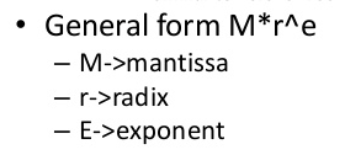 • General form M*r^e
– M->mantissa
– r->radix
– E->exponent